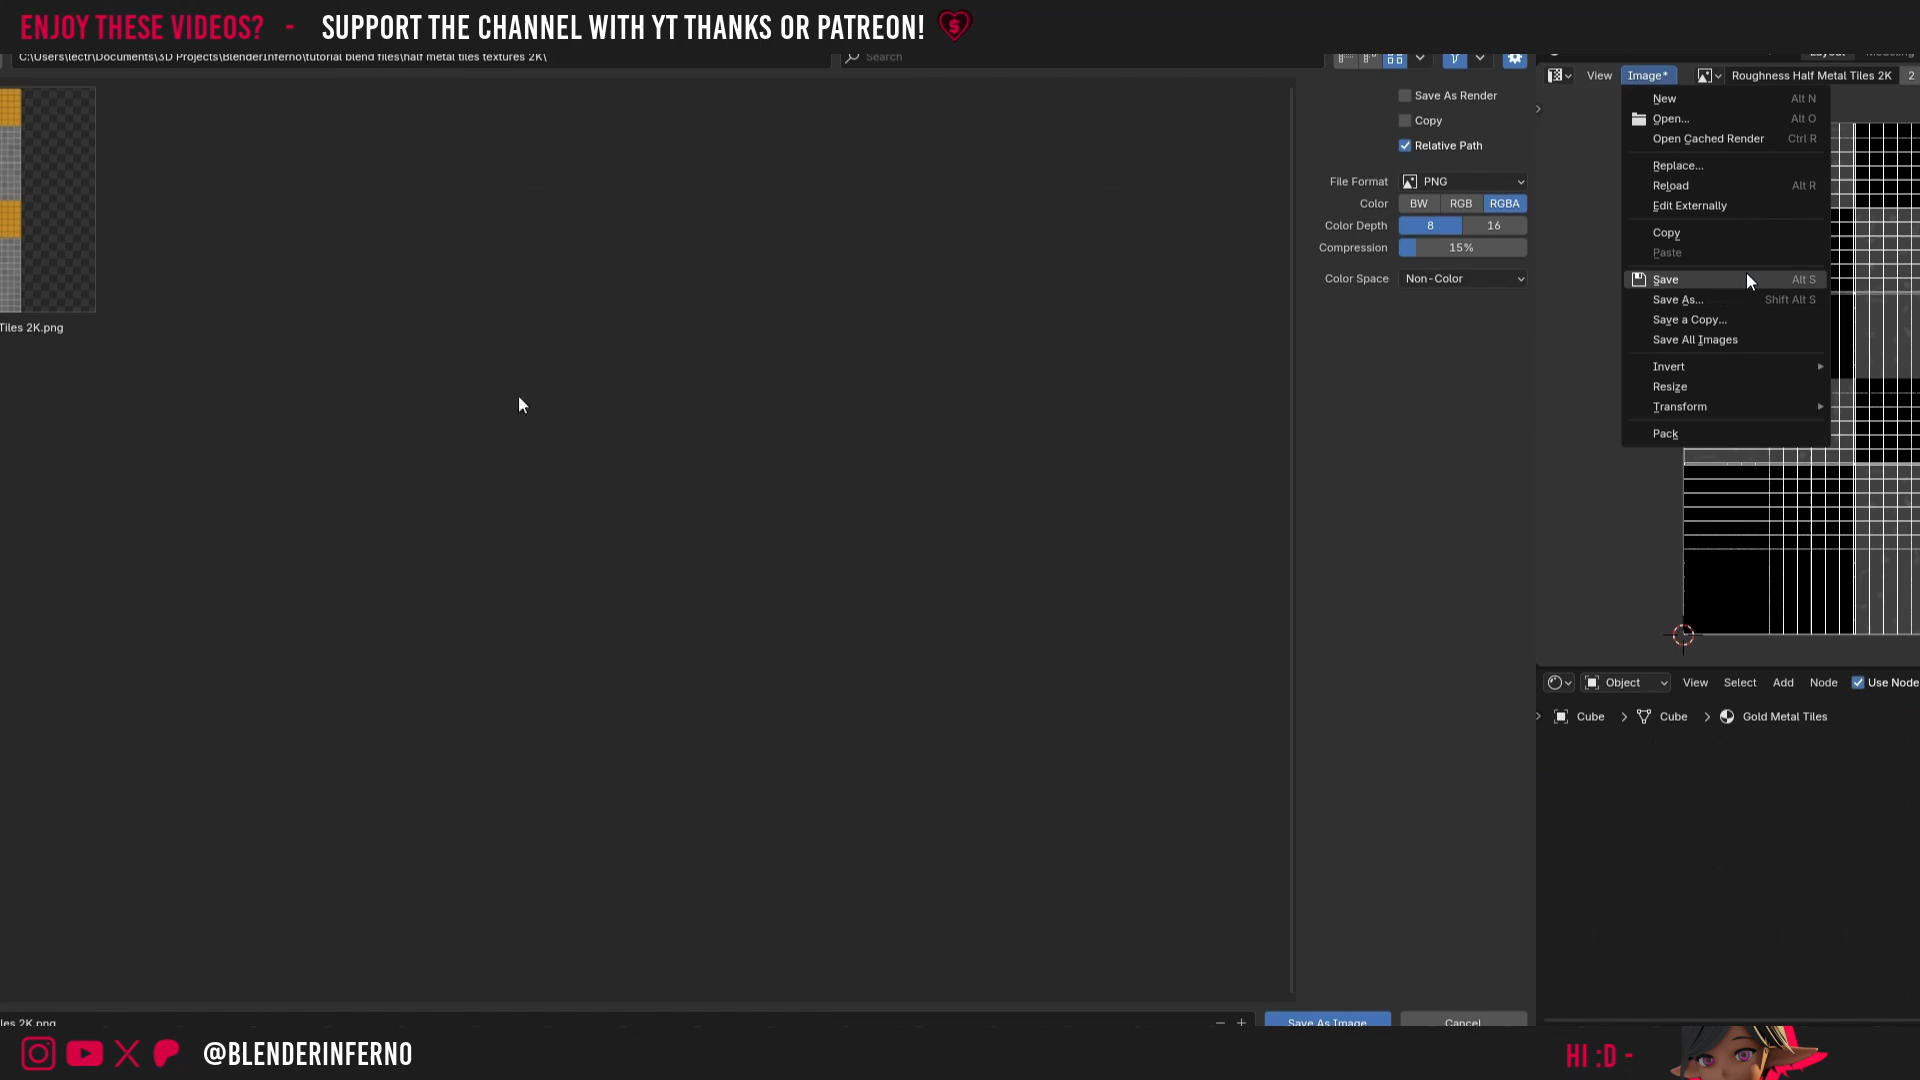 ENJOY THESE VIDEOS? - SUPPORT THE CHANNEL WITH YT THANKS OR PATREON!
C:\Users\lectr\Documents\3D Projects\BlenderInferno\tutorial blend files\half metal tiles textures 2K\
Search
Tiles 2K.png
Save As Render
Copy
Relative Path
File Format PNG
Color BW RGB RGBA
Color Depth 8 16
Compression 15%
Color Space Non-Color
View Image* Roughness Half Metal Tiles 2K 2
New Alt N
Open... Alt O
Open Cached Render Ctrl R
Replace...
Reload Alt R
Edit Externally
Copy
Paste
Save Alt S
Save As... Shift Alt S
Save a Copy...
Save All Images
Invert
Resize
Transform
Pack
Object View Select Add Node Use Node
Cube > Cube > Gold Metal Tiles
les 2K.png
Save As Image
Cancel
@BLENDERINFERNO
HI :D -